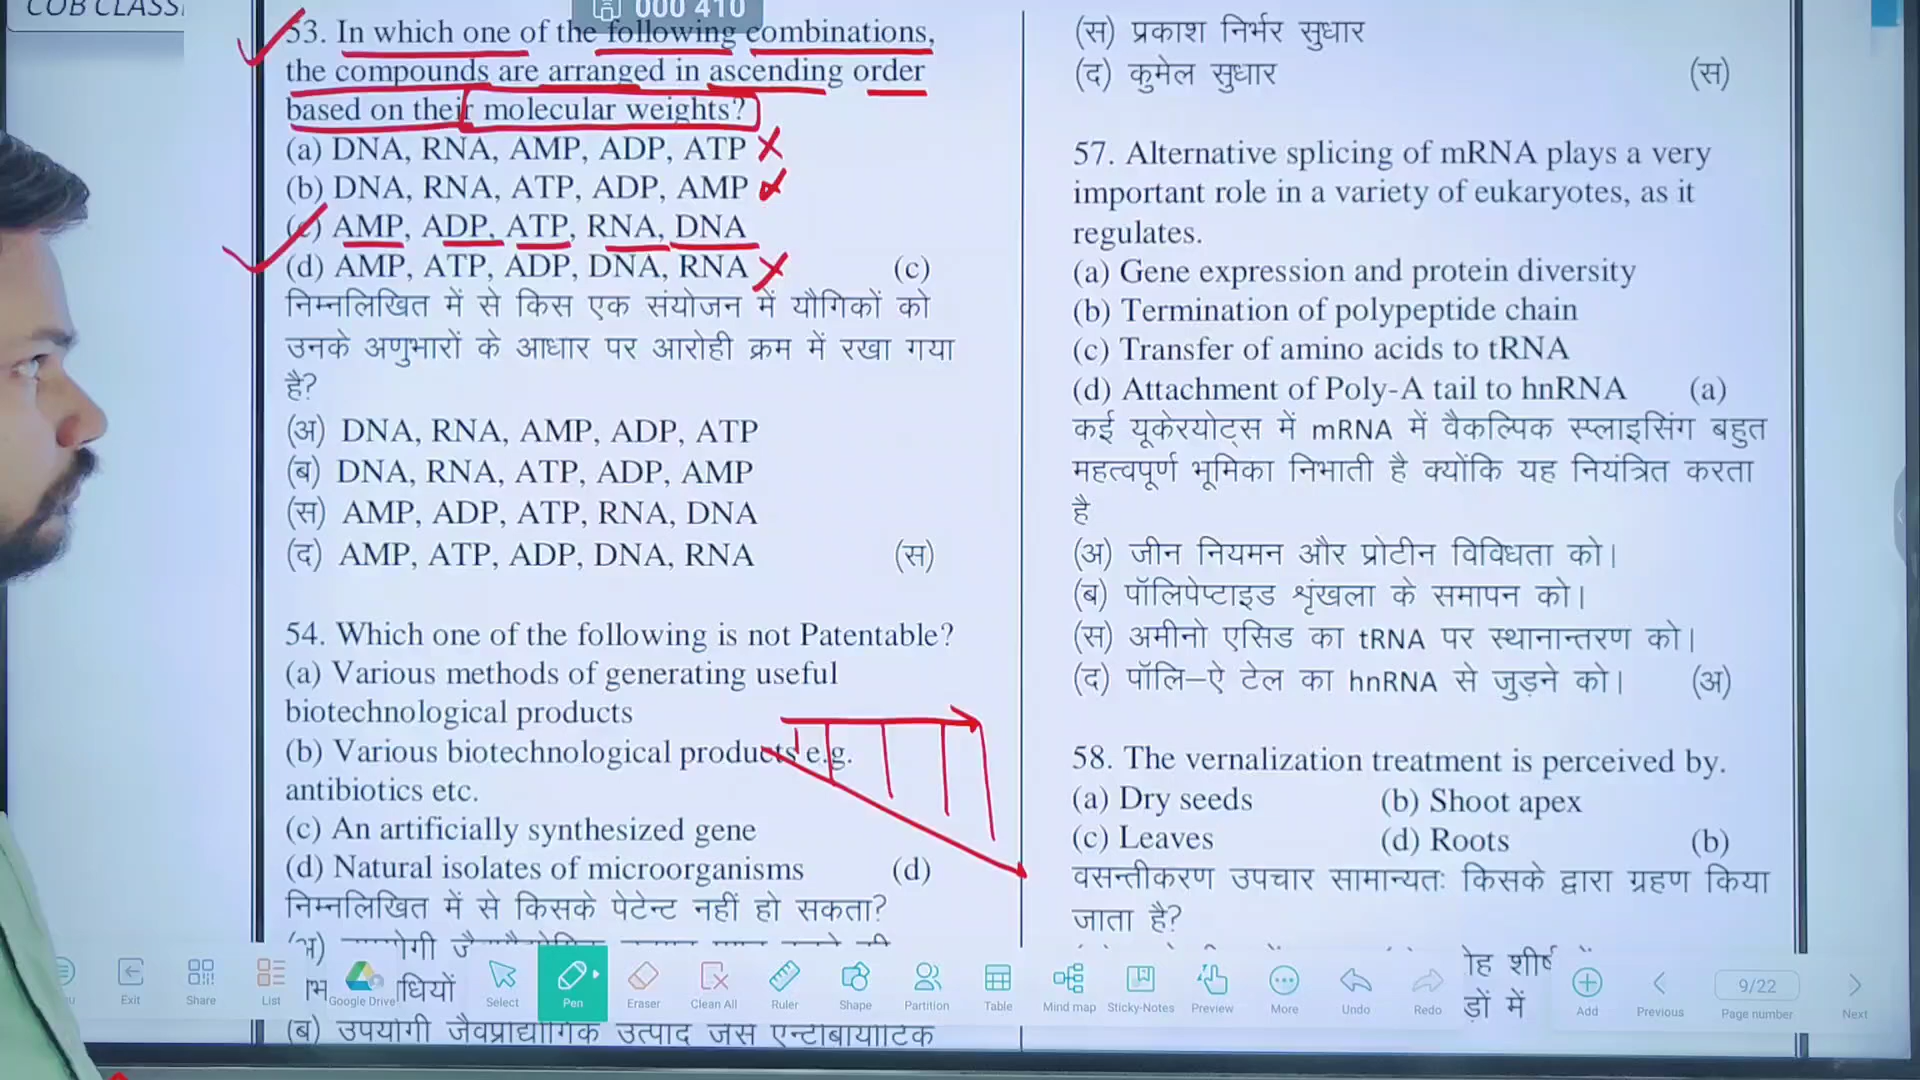 COB CLASS
000 410
53. In which one of the following combinations,
the compounds are arranged in ascending order
based on their molecular weights?
(a) DNA, RNA, AMP, ADP, ATP
(b) DNA, RNA, ATP, ADP, AMP
(c) AMP, ADP, ATP, RNA, DNA
(d) AMP, ATP, ADP, DNA, RNA (c)
निम्नलिखित में से किस एक संयोजन में यौगिकों को
उनके अणुभारों के आधार पर आरोही क्रम में रखा गया
है?
(अ) DNA, RNA, AMP, ADP, ATP
(ब) DNA, RNA, ATP, ADP, AMP
(स) AMP, ADP, ATP, RNA, DNA
(द) AMP, ATP, ADP, DNA, RNA (स)
54. Which one of the following is not Patentable?
(a) Various methods of generating useful
biotechnological products
(b) Various biotechnological products e.g.
antibiotics etc.
(c) An artificially synthesized gene
(d) Natural isolates of microorganisms (d)
निम्नलिखित में से किसके पेटेन्ट नहीं हो सकता?
(ब) उपयोगी जैवप्रौद्योगिक उत्पाद जैसे एन्टीबायोटिक
(स) प्रकाश निर्भर सुधार
(द) कुमेल सुधार (स)
57. Alternative splicing of mRNA plays a very
important role in a variety of eukaryotes, as it
regulates.
(a) Gene expression and protein diversity
(b) Termination of polypeptide chain
(c) Transfer of amino acids to tRNA
(d) Attachment of Poly-A tail to hnRNA (a)
कई यूकेरयोट्स में mRNA में वैकल्पिक स्प्लाइसिंग बहुत
महत्वपूर्ण भूमिका निभाती है क्योंकि यह नियंत्रित करता
है
(अ) जीन नियमन और प्रोटीन विविधता को।
(ब) पॉलिपेप्टाइड शृंखला के समापन को।
(स) अमीनो एसिड का tRNA पर स्थानान्तरण को।
(द) पॉलि–ऐ टेल का hnRNA से जुड़ने को। (अ)
58. The vernalization treatment is perceived by.
(a) Dry seeds (b) Shoot apex
(c) Leaves (d) Roots (b)
वसन्तीकरण उपचार सामान्यतः किसके द्वारा ग्रहण किया
जाता है?
Exit Share List Google Drive Select Pen Eraser Clean All Ruler Shape Partition Table Mind map Sticky-Notes Preview More Undo Redo Add Previous 9/22 Page number Next